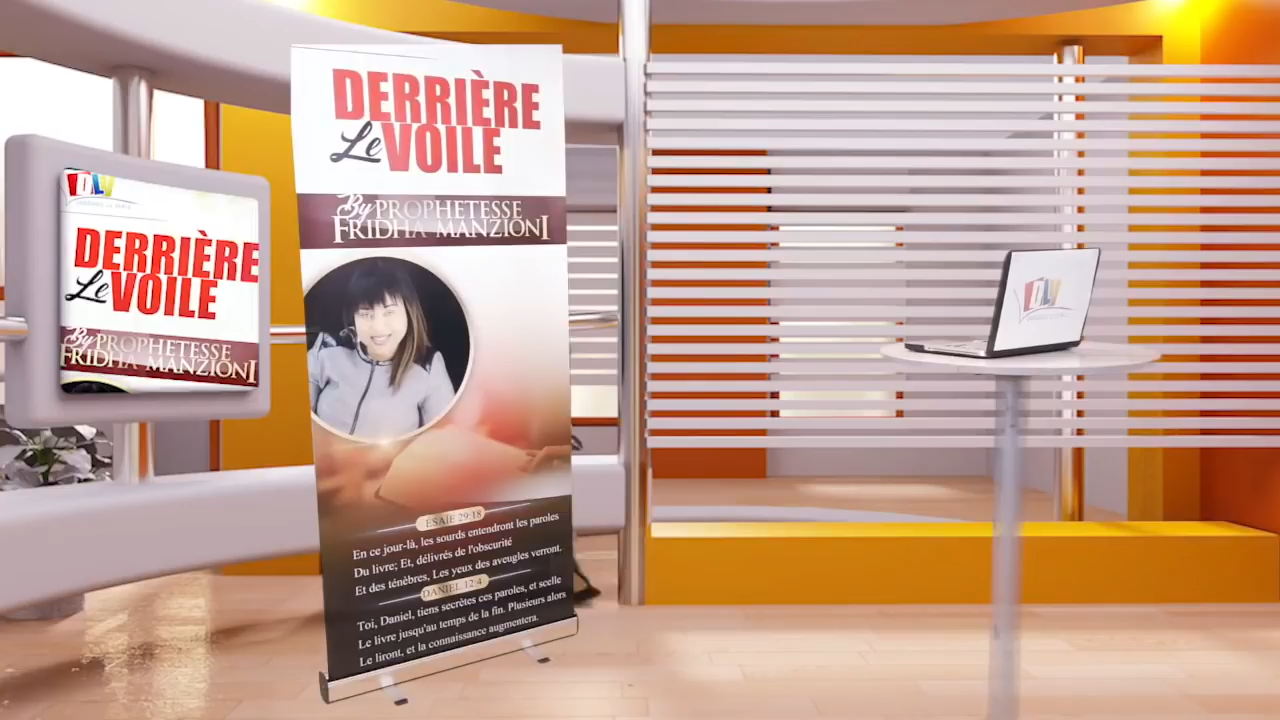 DERRIÈRE
Le VOILE
By PROPHETESSE
FRIDHA MANZIONI
ÉSAÏE 29:18
En ce jour-là, les sourds entendront les paroles
Du livre; Et, délivrés de l'obscurité
Et des ténèbres, Les yeux des aveugles verront.
DANIEL 12:4
Toi, Daniel, tiens secrètes ces paroles, et scelle
Le livre jusqu'au temps de la fin. Plusieurs alors
Le liront, et la connaissance augmentera.
DLV
DERRIÈRE
Le VOILE
By PROPHETESSE
FRIDHA MANZIONI
DLV